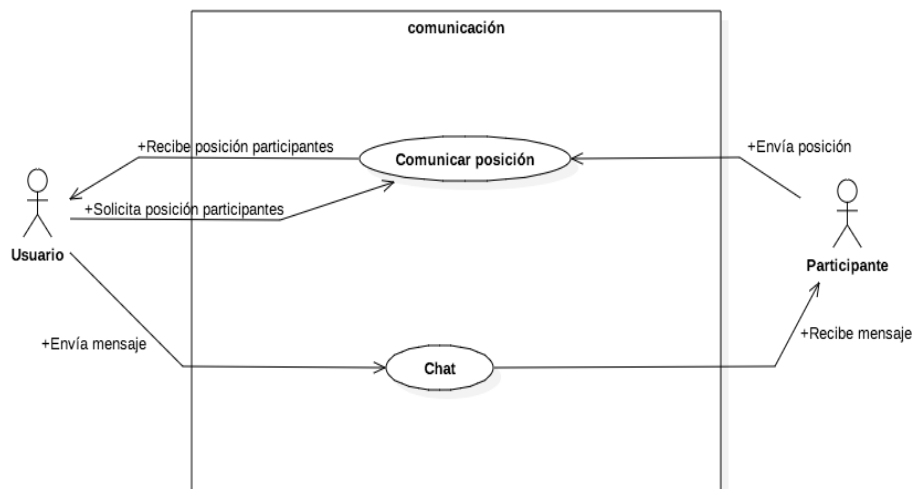 comunicación
+Recibe posición participantes
Comunicar posición
+Envía posición
+Solicita posición participantes
Usuario
Participante
+Envía mensaje
+Recibe mensaje
Chat